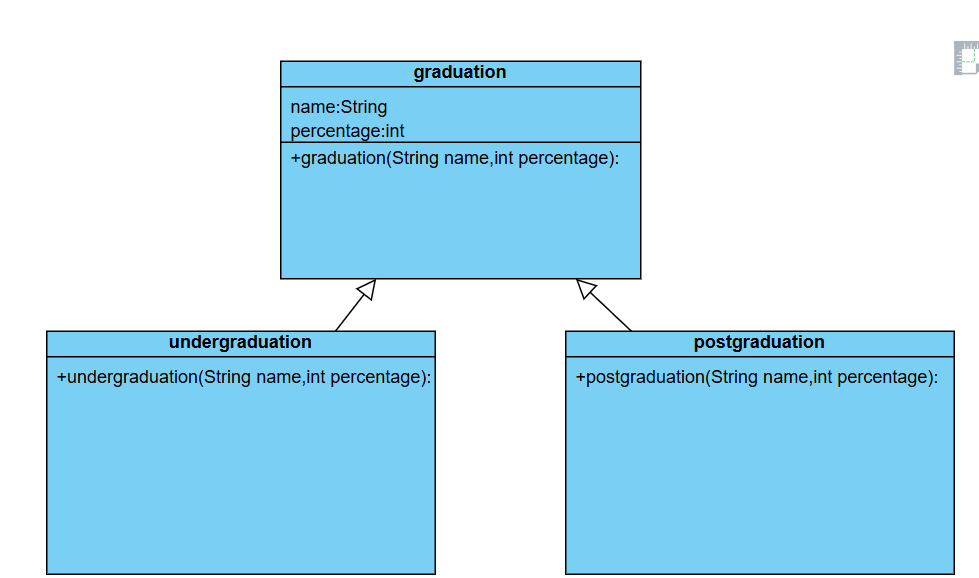 graduation
name:String
percentage:int
+graduation(String name,int percentage):
undergraduation
+undergraduation(String name,int percentage):
postgraduation
+postgraduation(String name,int percentage):